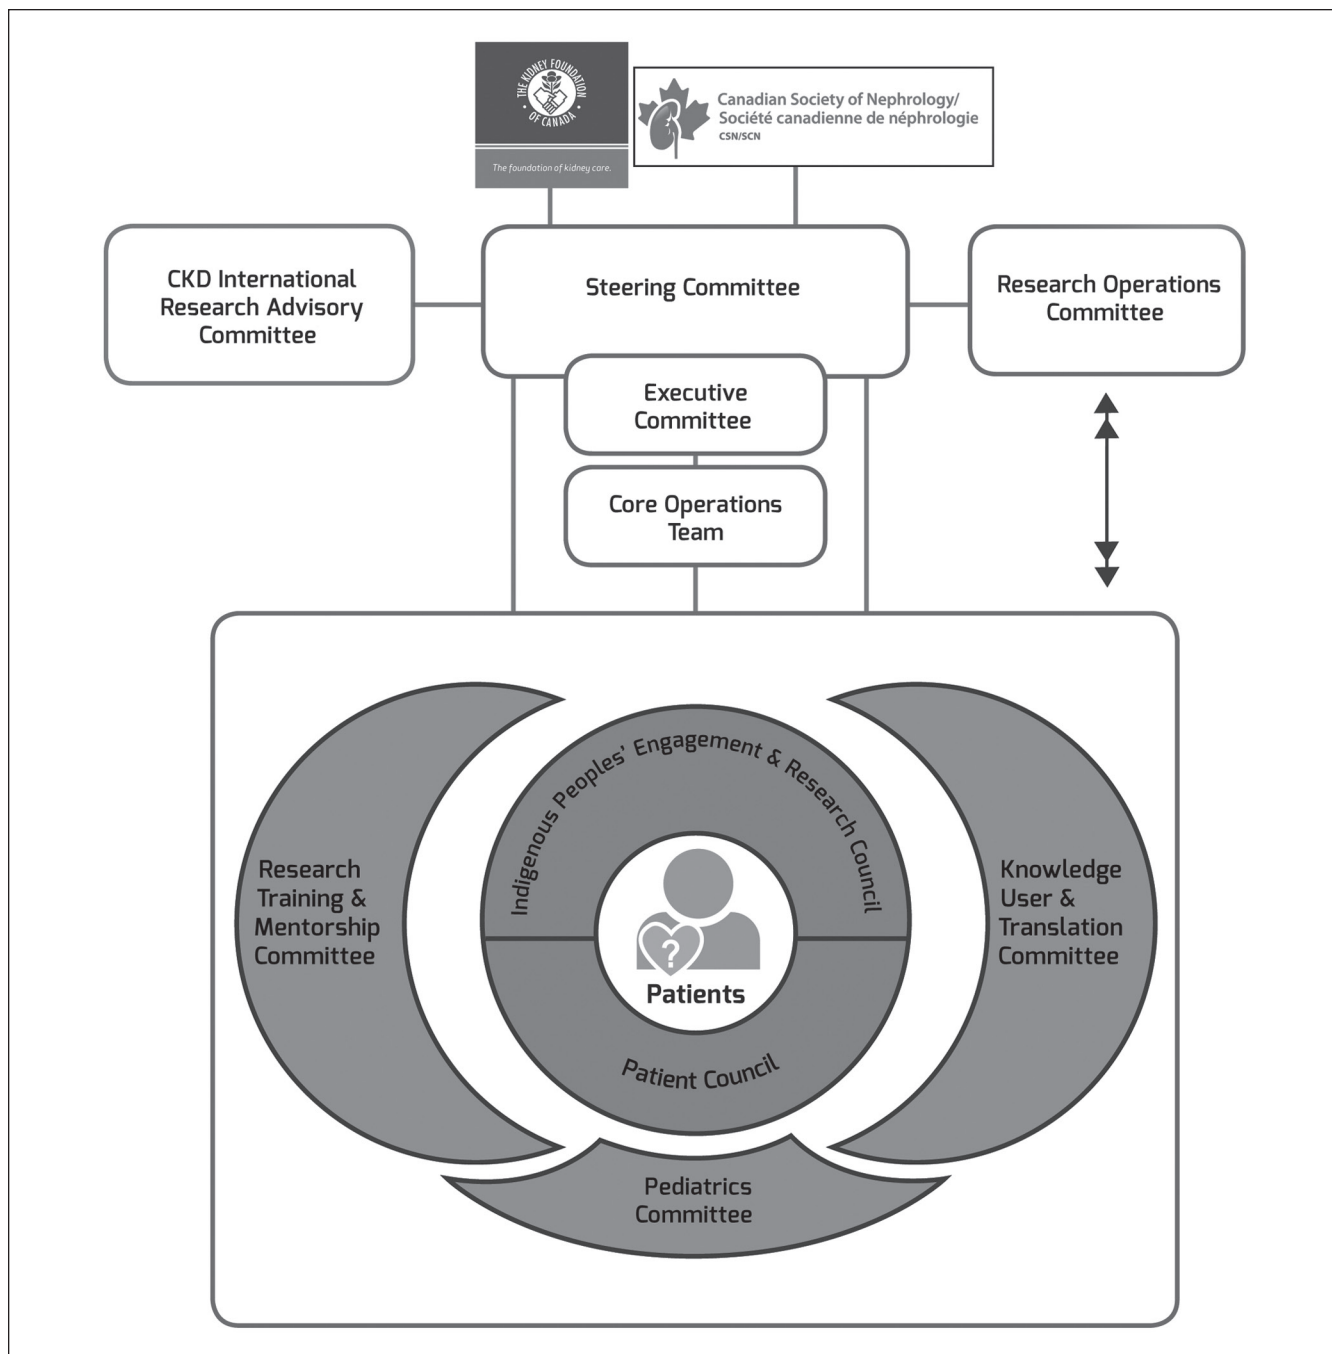 THE KIDNEY FOUNDATION
OF CANADA
The foundation of kidney care.
Canadian Society of Nephrology/
Société canadienne de néphrologie
CSN/SCN
CKD International
Research Advisory
Committee
Steering Committee
Research Operations
Committee
Executive
Committee
Core Operations
Team
Indigenous Peoples' Engagement & Research Council
Research
Training &
Mentorship
Committee
?
Patients
Knowledge
User &
Translation
Committee
Patient Council
Pediatrics
Committee